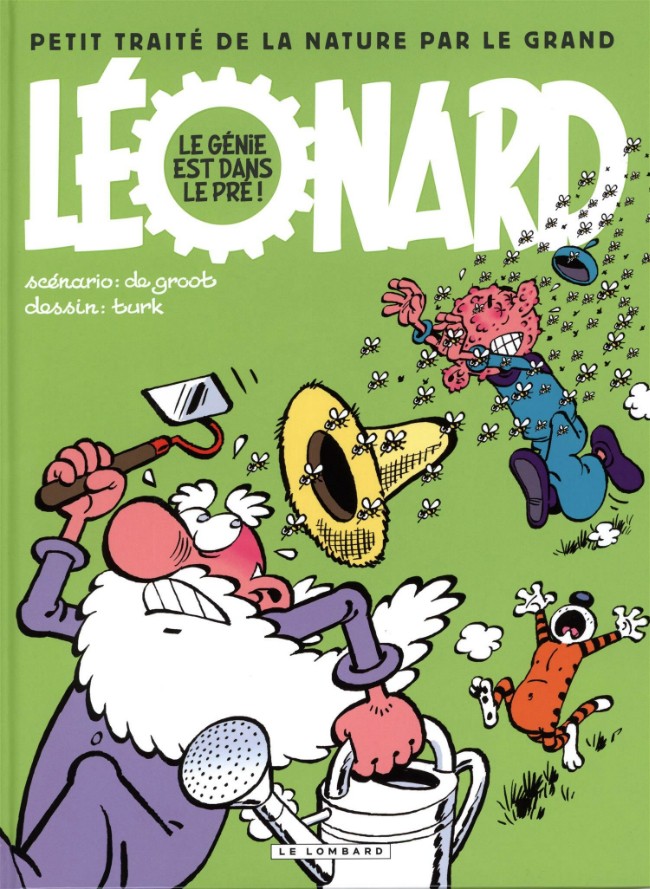 PETIT TRAITÉ DE LA NATURE PAR LE GRAND
LÉONARD
LE GÉNiE
EST DANS
LE PRÉ !
scénario: de groot
dessin: turk
LE LOMBARD